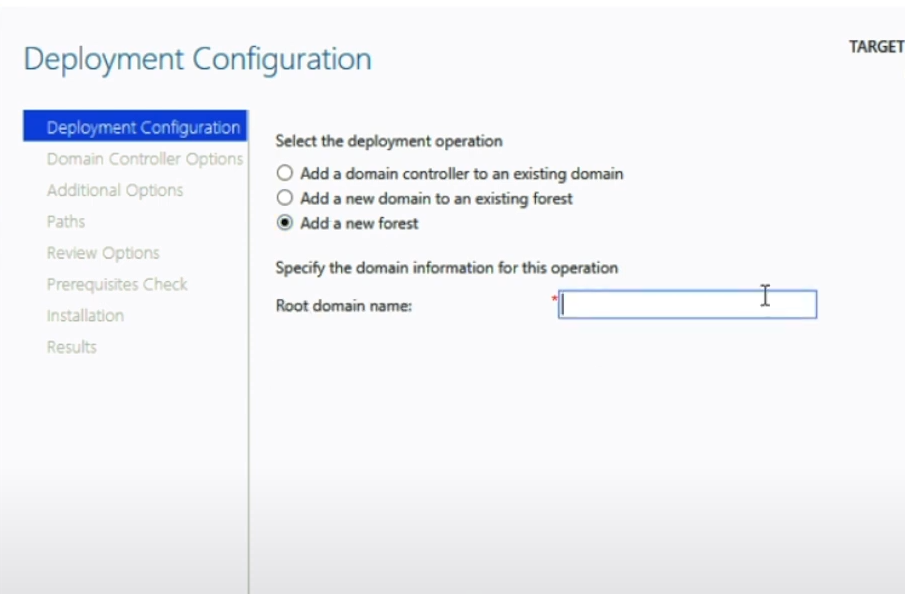 Deployment Configuration
TARGET
Deployment Configuration
Domain Controller Options
Additional Options
Paths
Review Options
Prerequisites Check
Installation
Results
Select the deployment operation
Add a domain controller to an existing domain
Add a new domain to an existing forest
Add a new forest
Specify the domain information for this operation
Root domain name: *